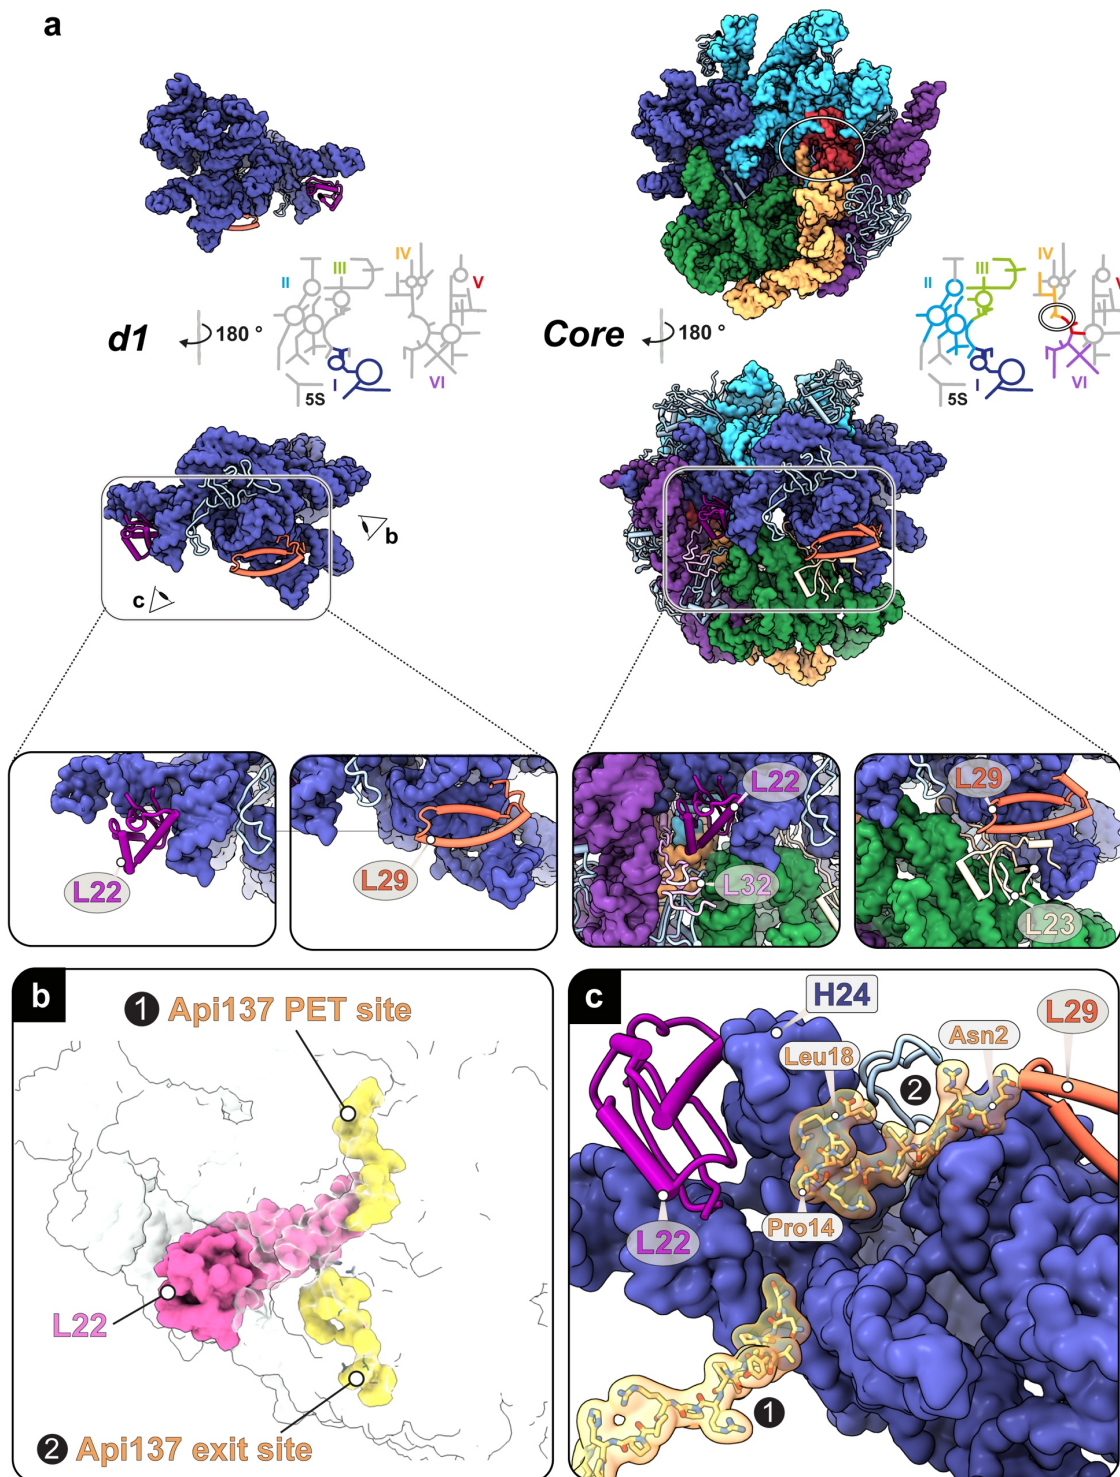 a
II
III
IV
V
d1
180 °
I
VI
5S
II
III
IV
V
Core
180 °
I
VI
5S
b
c
L22
L29
L22
L32
L29
L23
b
1 Api137 PET site
L22
2 Api137 exit site
c
H24
L29
Leu18
Asn2
2
L22
Pro14
1